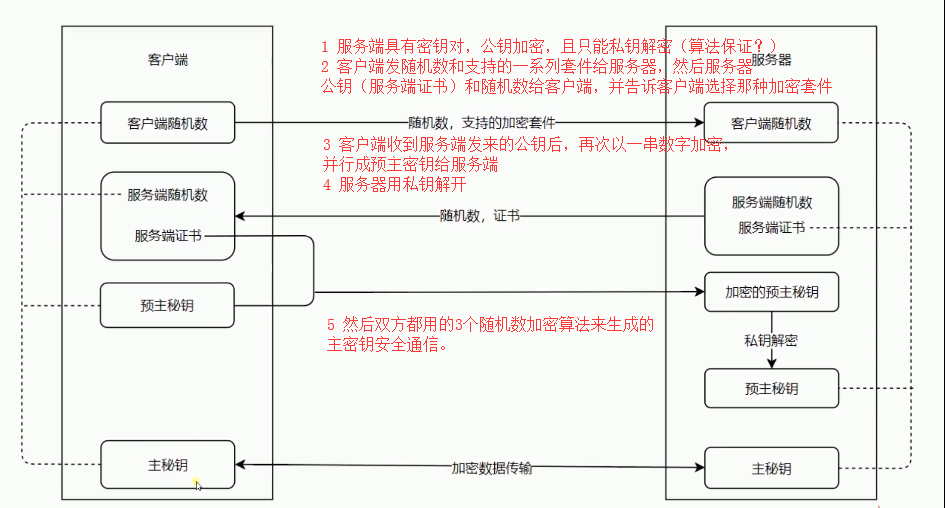 客户端
1 服务端具有密钥对，公钥加密，且只能私钥解密（算法保证？）
服务器
2 客户端发随机数和支持的一系列套件给服务器，然后服务器
公钥（服务端证书）和随机数给客户端，并告诉客户端选择那种加密套件
客户端随机数
随机数，支持的加密套件
客户端随机数
3 客户端收到服务端发来的公钥后，再次以一串数字加密，
并行成预主密钥给服务端
4 服务器用私钥解开
服务端随机数
服务端证书
随机数，证书
服务端随机数
服务端证书
预主秘钥
加密的预主秘钥
5 然后双方都用的3个随机数加密算法来生成的
主密钥安全通信。
私钥解密
预主秘钥
主秘钥
加密数据传输
主秘钥